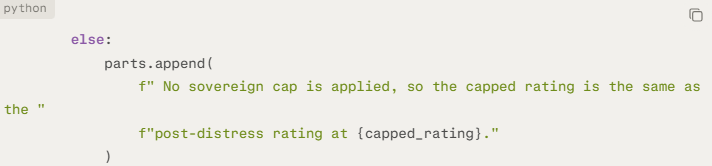 python
else:
parts.append(
f" No sovereign cap is applied, so the capped rating is the same as
the "
f"post-distress rating at {capped_rating}."
)